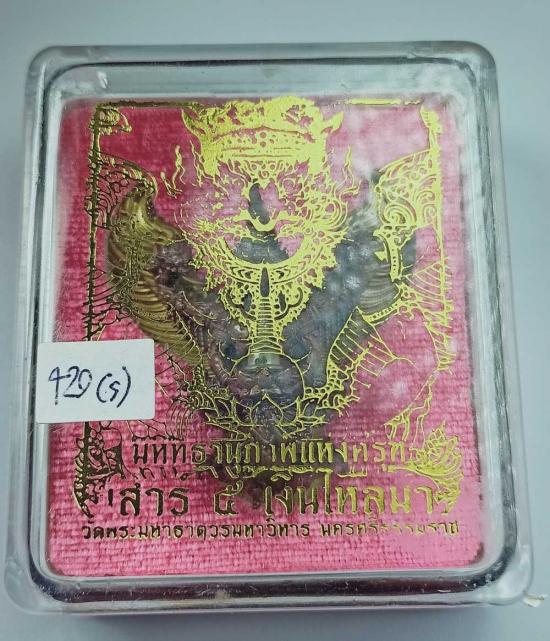 420 (s)
มหิทธานุภาพแห่งครุฑ
เสาร์ ๕ เงินไหลมา
วัดพระมหาธาตุวรมหาวิหาร นครศรีธรรมราช